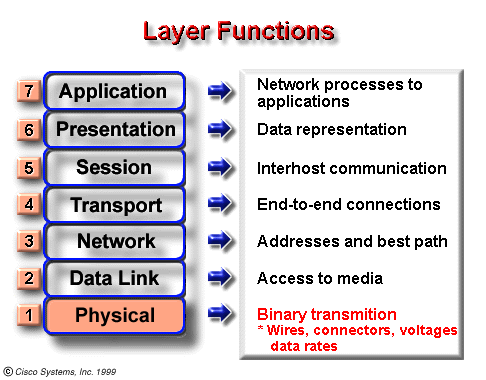 Layer Functions
7 Application Network processes to
applications
6 Presentation Data representation
5 Session Interhost communication
4 Transport End-to-end connections
3 Network Addresses and best path
2 Data Link Access to media
1 Physical Binary transmition
* Wires, connectors, voltages
data rates
© Cisco Systems, Inc. 1999